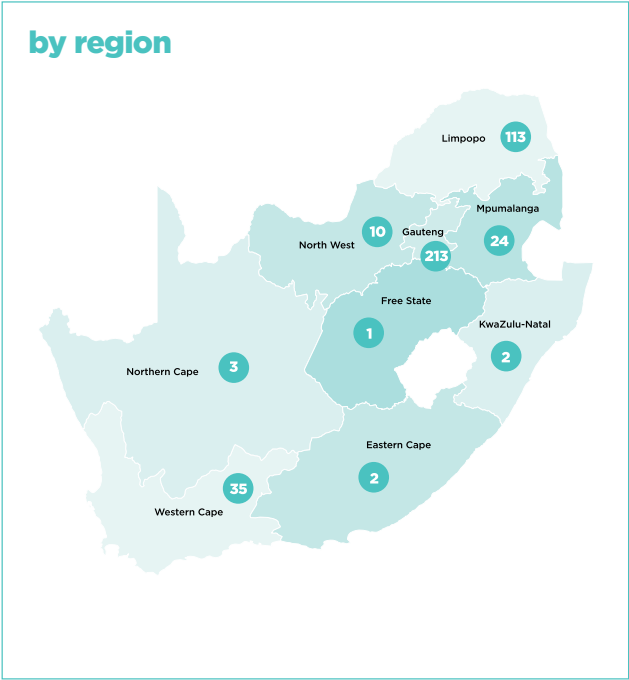 by region
Limpopo
113
Mpumalanga
24
Gauteng
213
North West
10
Free State
1
KwaZulu-Natal
2
Northern Cape
3
Eastern Cape
2
Western Cape
35